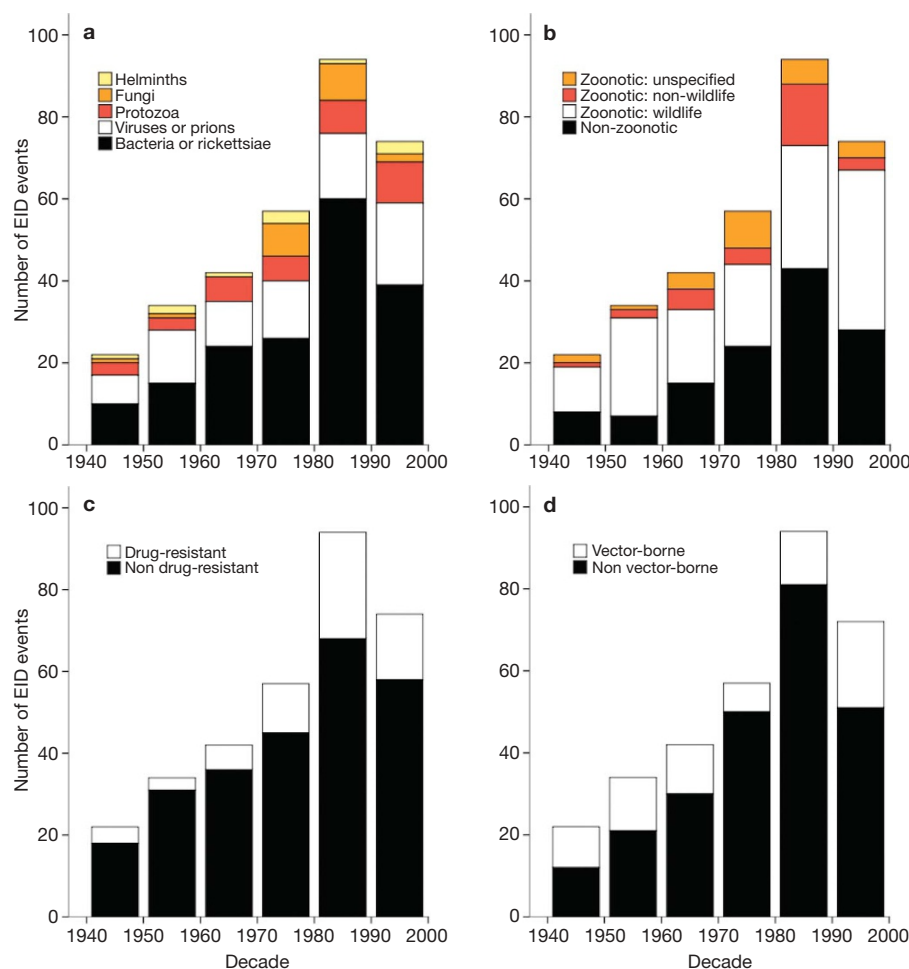 a
100
80
60
40
20
0
Number of EID events
Helminths
Fungi
Protozoa
Viruses or prions
Bacteria or rickettsiae
1940 1950 1960 1970 1980 1990 2000
b
100
80
60
40
20
0
Zoonotic: unspecified
Zoonotic: non-wildlife
Zoonotic: wildlife
Non-zoonotic
1940 1950 1960 1970 1980 1990 2000
c
100
80
60
40
20
0
Number of EID events
Drug-resistant
Non drug-resistant
1940 1950 1960 1970 1980 1990 2000
Decade
d
100
80
60
40
20
0
Vector-borne
Non vector-borne
1940 1950 1960 1970 1980 1990 2000
Decade